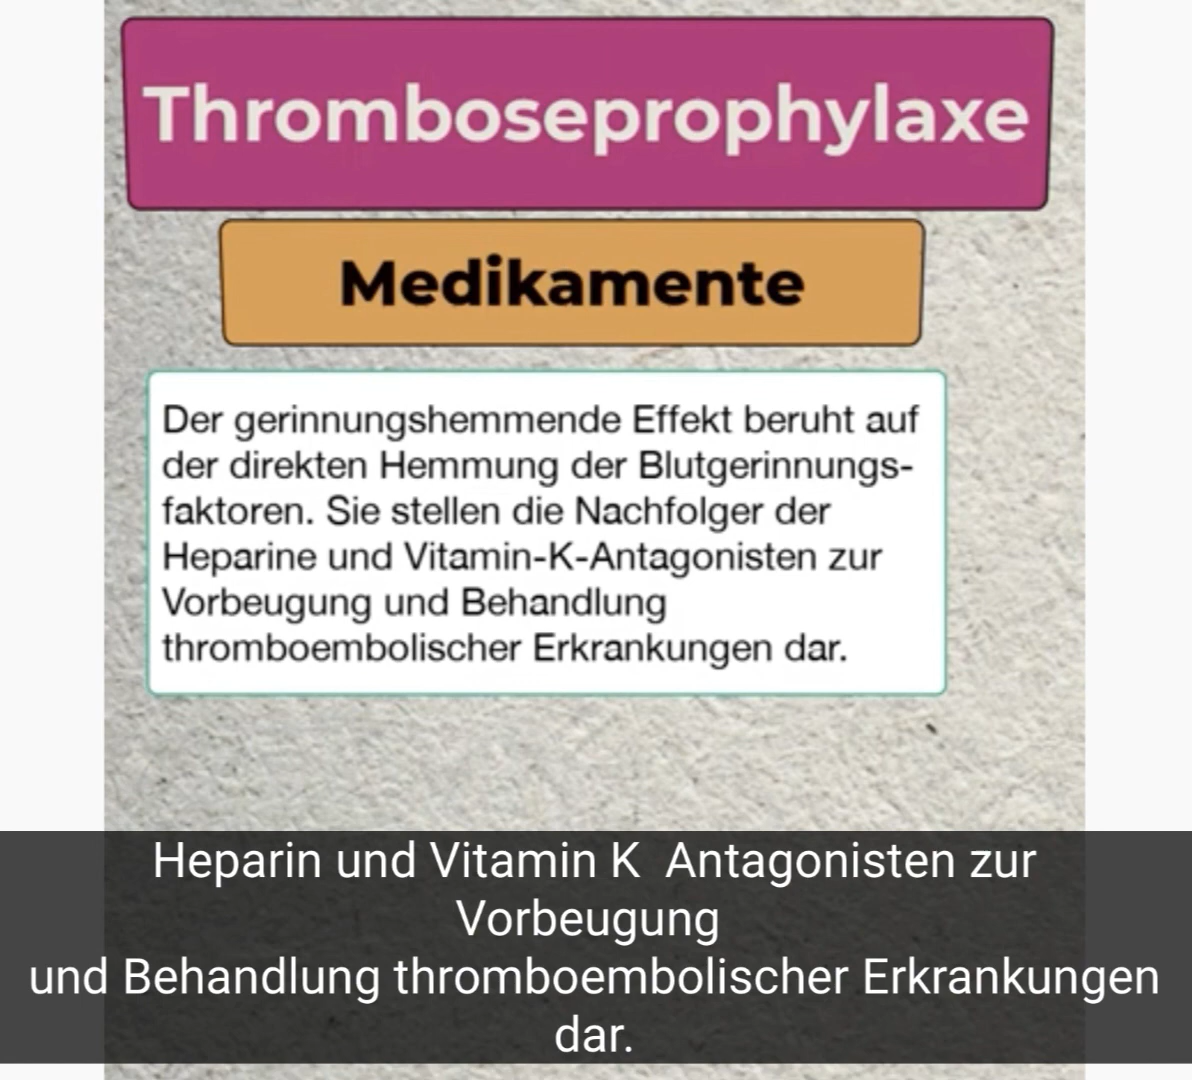 Thromboseprophylaxe
Medikamente
Der gerinnungshemmende Effekt beruht auf
der direkten Hemmung der Blutgerinnungs-
faktoren. Sie stellen die Nachfolger der
Heparine und Vitamin-K-Antagonisten zur
Vorbeugung und Behandlung
thromboembolischer Erkrankungen dar.
Heparin und Vitamin K  Antagonisten zur
Vorbeugung
und Behandlung thromboembolischer Erkrankungen
dar.